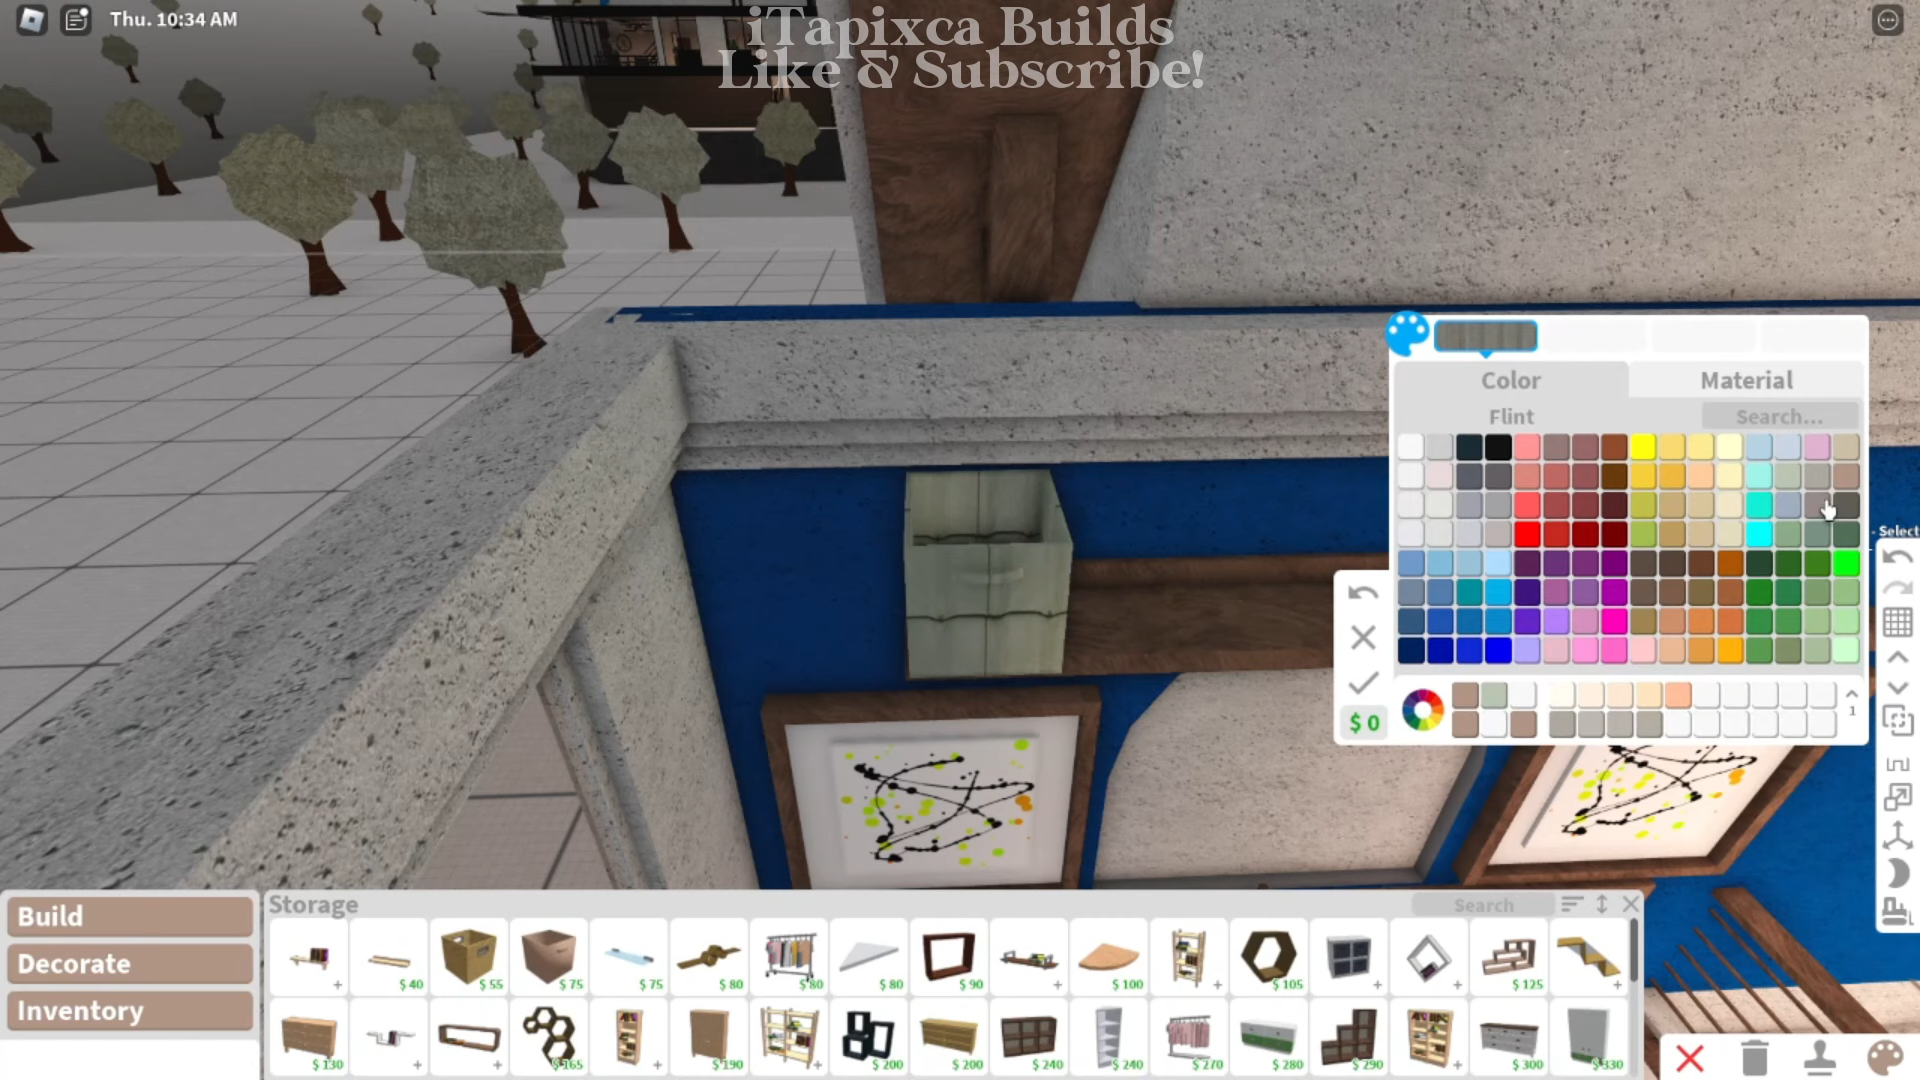 Thu. 10:34 AM
iTapixca Builds
Like & Subscribe!
Color
Material
Flint
Search...
Select
$ 0
1
Build
Decorate
Inventory
Storage
Search
+ $ 40 $ 55 $ 75 $ 75 $ 80 $ 80 $ 80 $ 90 + $ 100 + $ 105 + + $ 125 +
$ 130 + + $ 165 + $ 190 + $ 200 $ 200 $ 240 $ 240 $ 270 $ 280 $ 290 + $ 300 $ 330